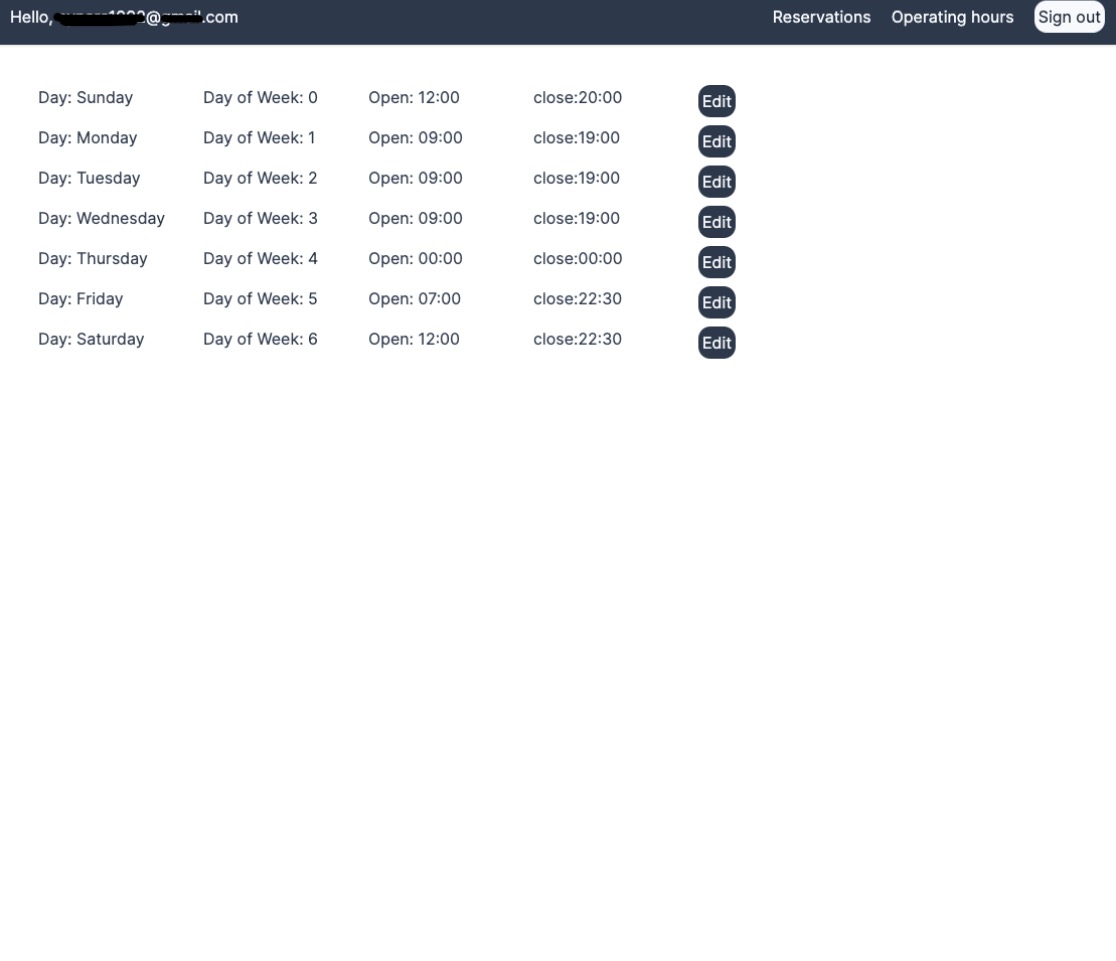 Hello, @ .com Reservations Operating hours Sign out
Day: Sunday Day of Week: 0 Open: 12:00 close:20:00 Edit
Day: Monday Day of Week: 1 Open: 09:00 close:19:00 Edit
Day: Tuesday Day of Week: 2 Open: 09:00 close:19:00 Edit
Day: Wednesday Day of Week: 3 Open: 09:00 close:19:00 Edit
Day: Thursday Day of Week: 4 Open: 00:00 close:00:00 Edit
Day: Friday Day of Week: 5 Open: 07:00 close:22:30 Edit
Day: Saturday Day of Week: 6 Open: 12:00 close:22:30 Edit